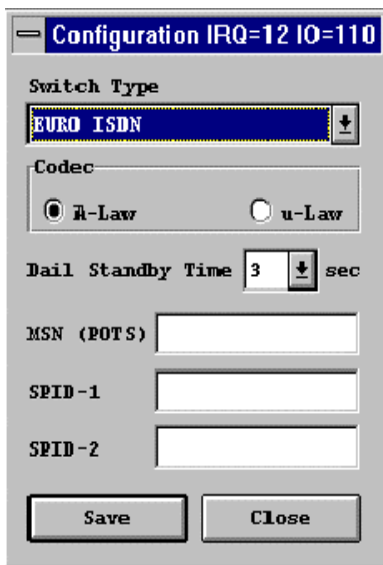 Configuration IRQ=12 IO=110
Switch Type
EURO ISDN
Codec
A-Law u-Law
Dail Standby Time 3 sec
MSN (POTS)
SPID-1
SPID-2
Save Close